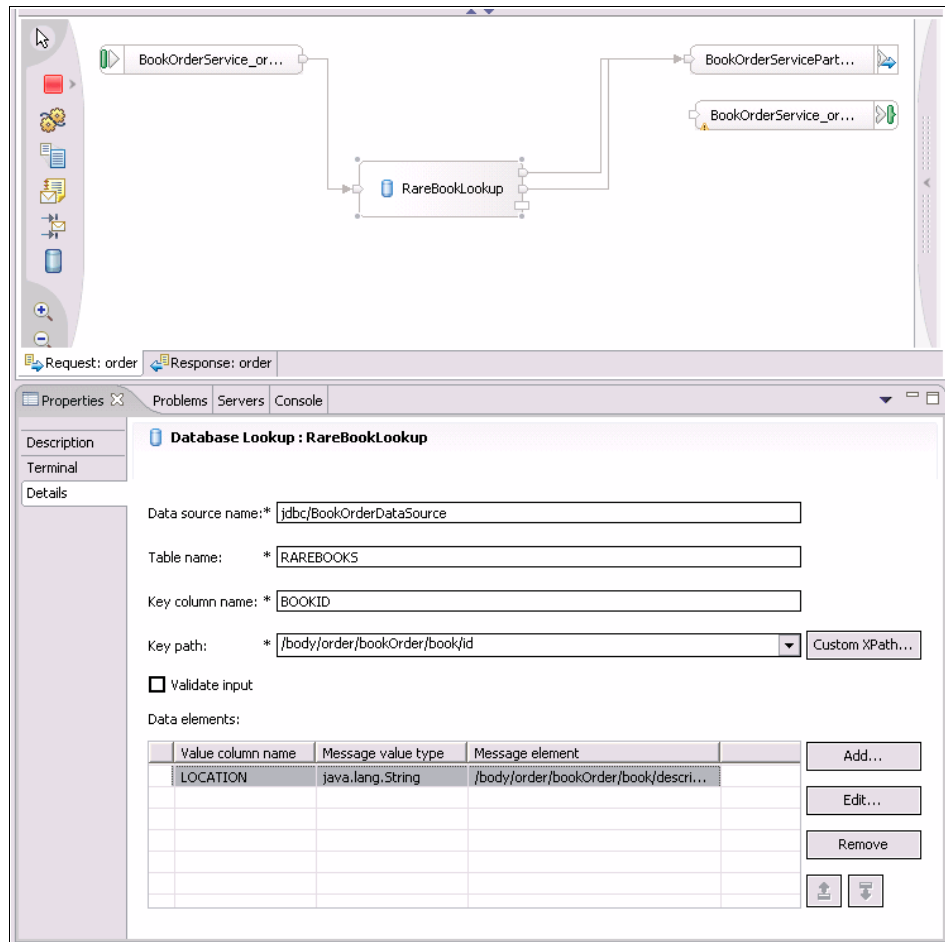 BookOrderService_or...
BookOrderServicePart...
BookOrderService_or...
RareBookLookup
Request: order
Response: order
Properties
Problems
Servers
Console
Description
Terminal
Details
Database Lookup : RareBookLookup
Data source name:* jdbc/BookOrderDataSource
Table name: * RAREBOOKS
Key column name: * BOOKID
Key path: * /body/order/bookOrder/book/id
Custom XPath...
Validate input
Data elements:
Value column name Message value type Message element
LOCATION java.lang.String /body/order/bookOrder/book/descri...
Add...
Edit...
Remove